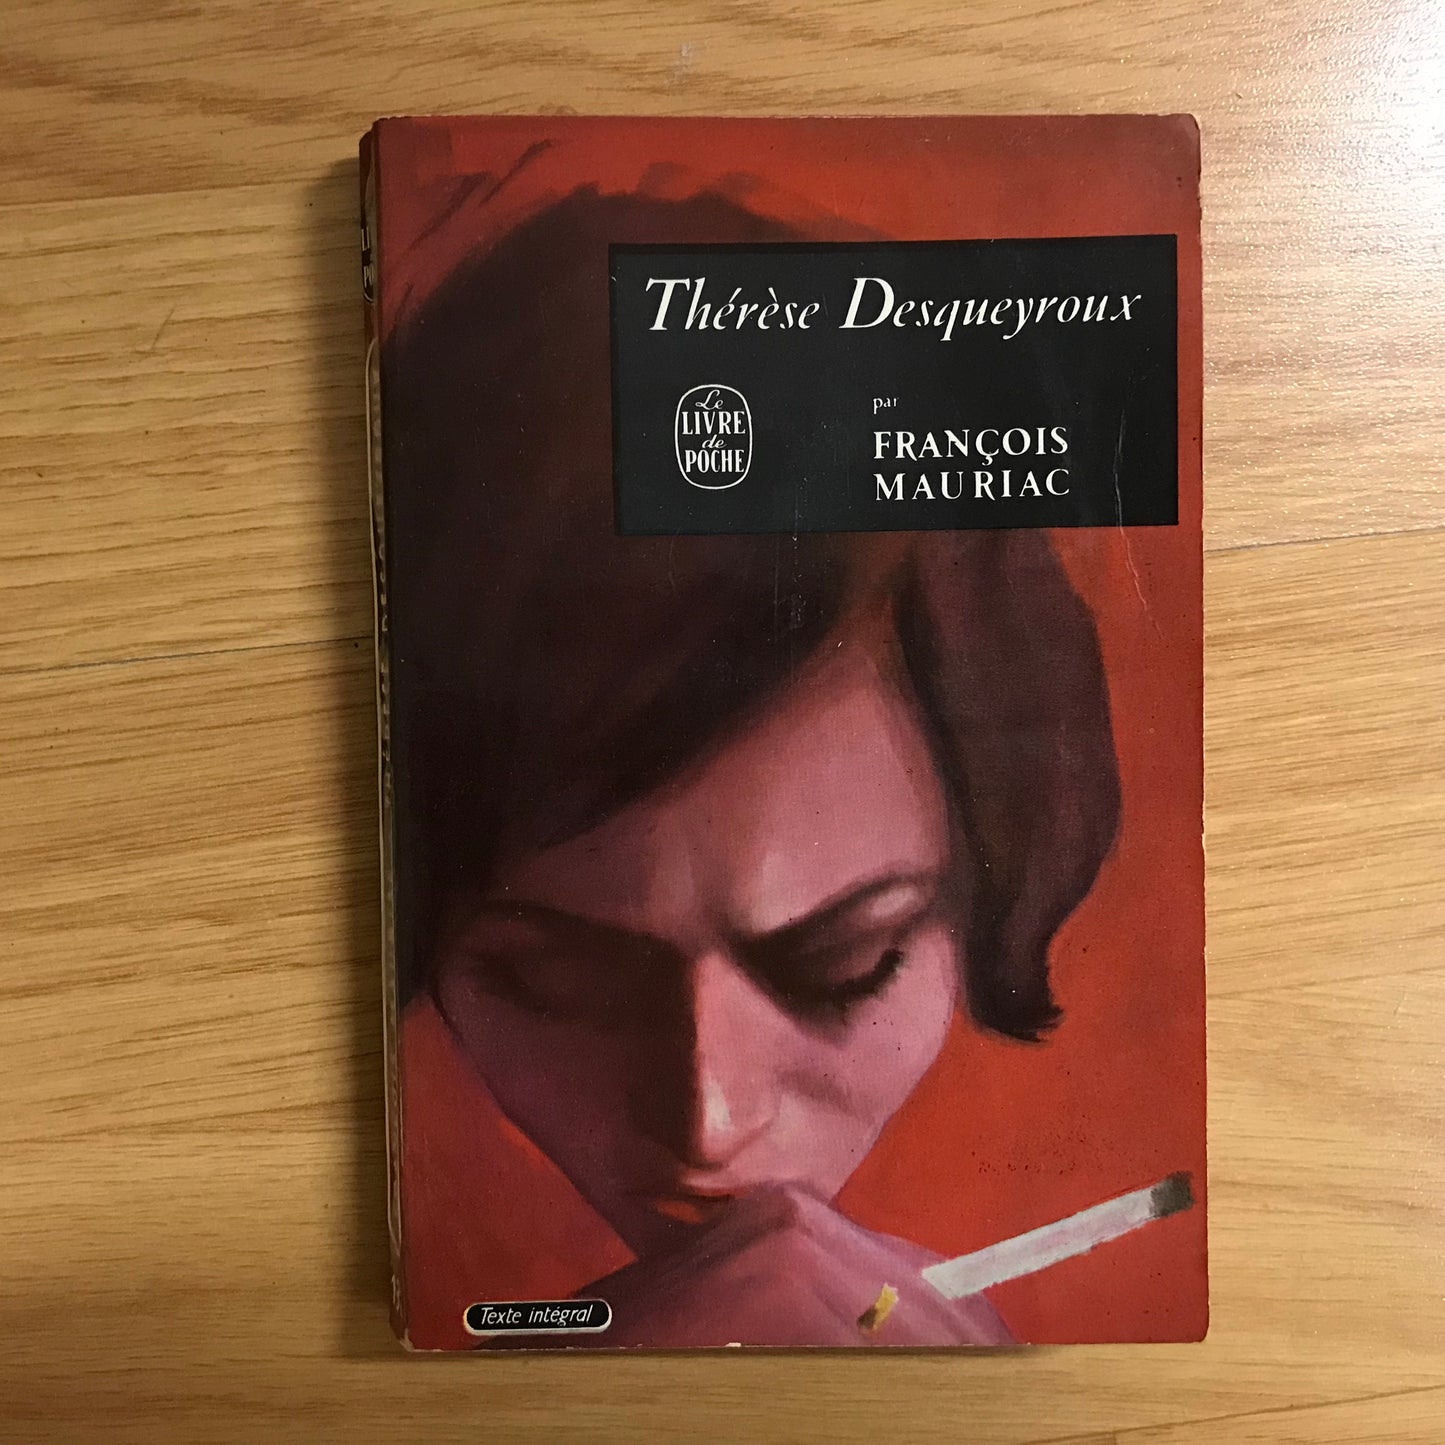 Thérèse Desqueyroux
Le
LIVRE
de
POCHE
par
FRANÇOIS
MAURIAC
Texte intégral